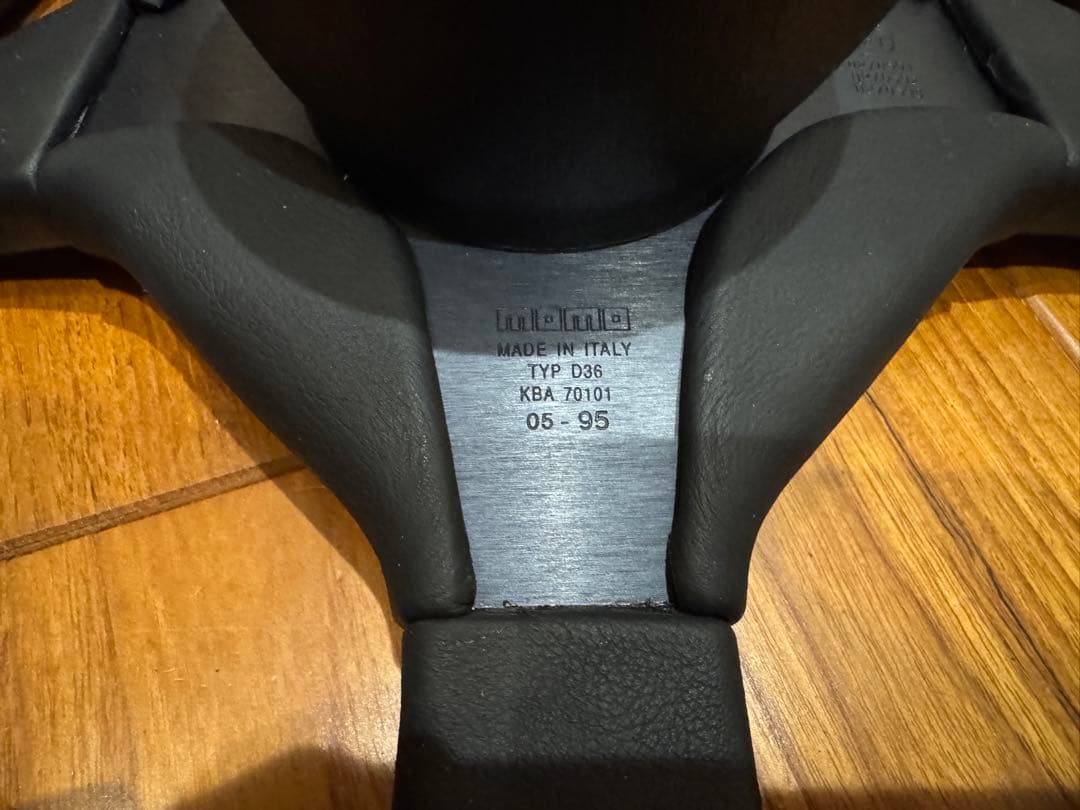 momo
MADE IN ITALY
TYP D36
KBA 70101
05 - 95